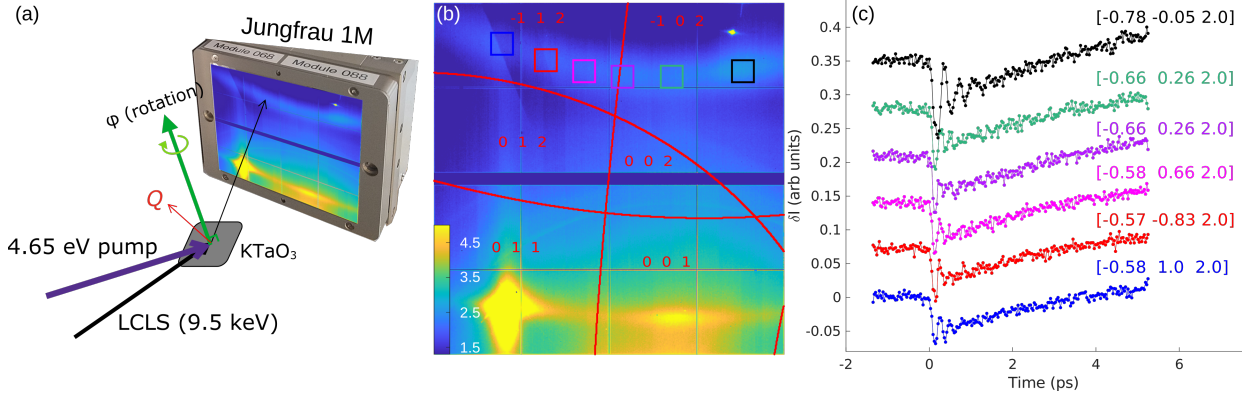 (a)
Jungfrau 1M
Module 068
Module 088
φ (rotation)
Q
4.65 eV pump
KTaO₃
LCLS (9.5 keV)
(b)
-1 1 2
-1 0 2
0 1 2
0 0 2
0 1 1
0 0 1
4.5
3.5
2.5
1.5
(c)
0.4
0.35
0.3
0.25
0.2
0.15
0.1
0.05
0
-0.05
δI (arb units)
[-0.78 -0.05 2.0]
[-0.66 0.26 2.0]
[-0.66 0.26 2.0]
[-0.58 0.66 2.0]
[-0.57 -0.83 2.0]
[-0.58 1.0 2.0]
-2 0 2 4 6
Time (ps)